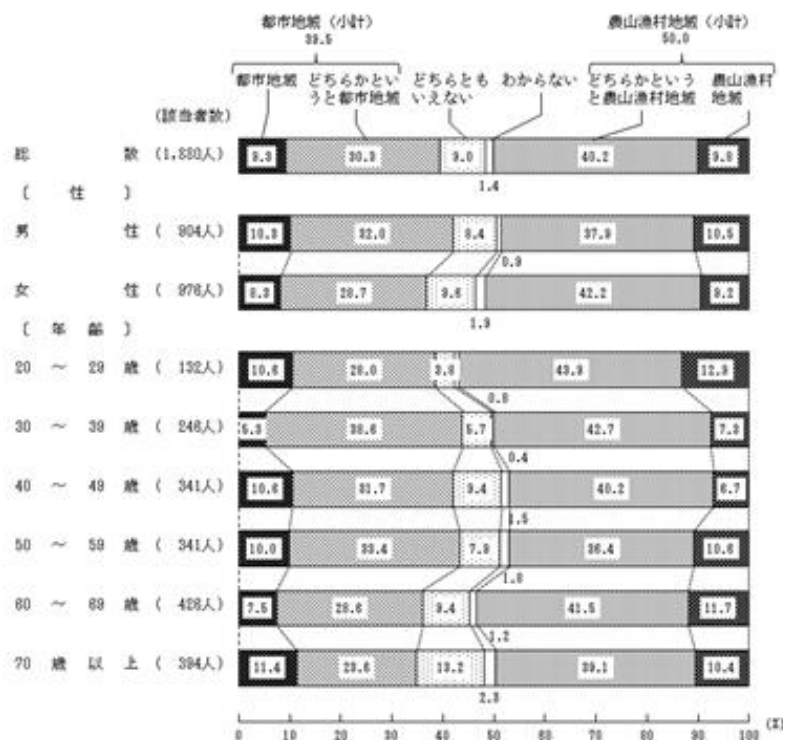 都市地域（小計） 農山漁村地域（小計）
39.5 50.0
都市地域 どちらかとい どちらとも わからない どちらかというと 農山漁村
うと都市地域 いえない と農山漁村地域 地域
(該当者数)
総 数 (1,880人) 9.3 30.3 9.0 40.2 9.8
1.4
〔 性 〕
男 性 ( 904人) 10.3 32.0 8.4 37.9 10.5
0.9
女 性 ( 976人) 8.3 28.7 9.6 42.2 9.2
1.9
〔 年 齢 〕
20 ～ 29 歳 ( 132人) 10.6 28.0 3.8 43.9 12.9
0.8
30 ～ 39 歳 ( 246人) 5.3 38.6 5.7 42.7 7.3
0.4
40 ～ 49 歳 ( 341人) 10.6 31.7 9.4 40.2 6.7
1.5
50 ～ 59 歳 ( 341人) 10.0 33.4 7.9 36.4 10.6
1.8
60 ～ 69 歳 ( 426人) 7.5 28.6 9.4 41.5 11.7
1.2
70 歳 以 上 ( 394人) 11.4 23.6 13.2 39.1 10.4
2.3
0 10 20 30 40 50 60 70 80 90 100 (%)